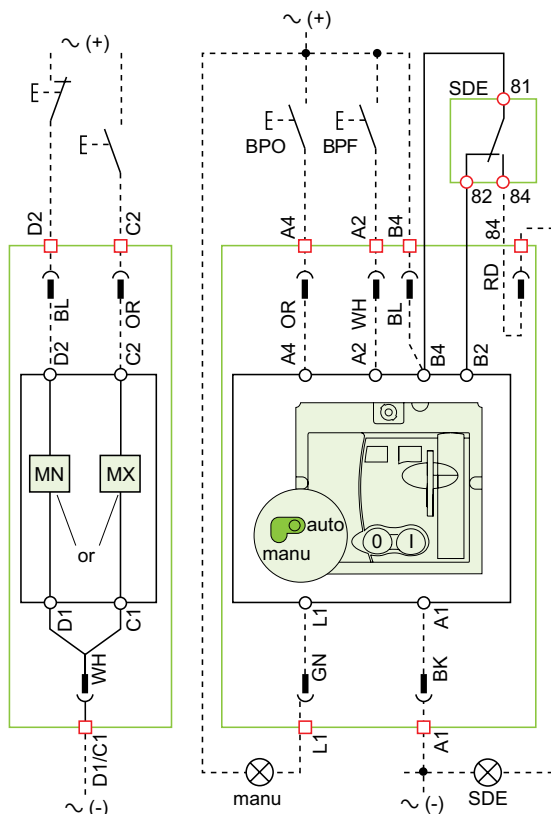 ~ (+)
~ (+)
SDE
81
BPO
BPF
82
84
D2
C2
A4
A2
B4
84
BL
OR
OR
WH
BL
RD
D2
C2
A4
A2
B4
B2
MN
MX
or
auto
manu
0
I
D1
C1
L1
A1
WH
GN
BK
D1/C1
L1
A1
manu
SDE
~ (-)
~ (-)